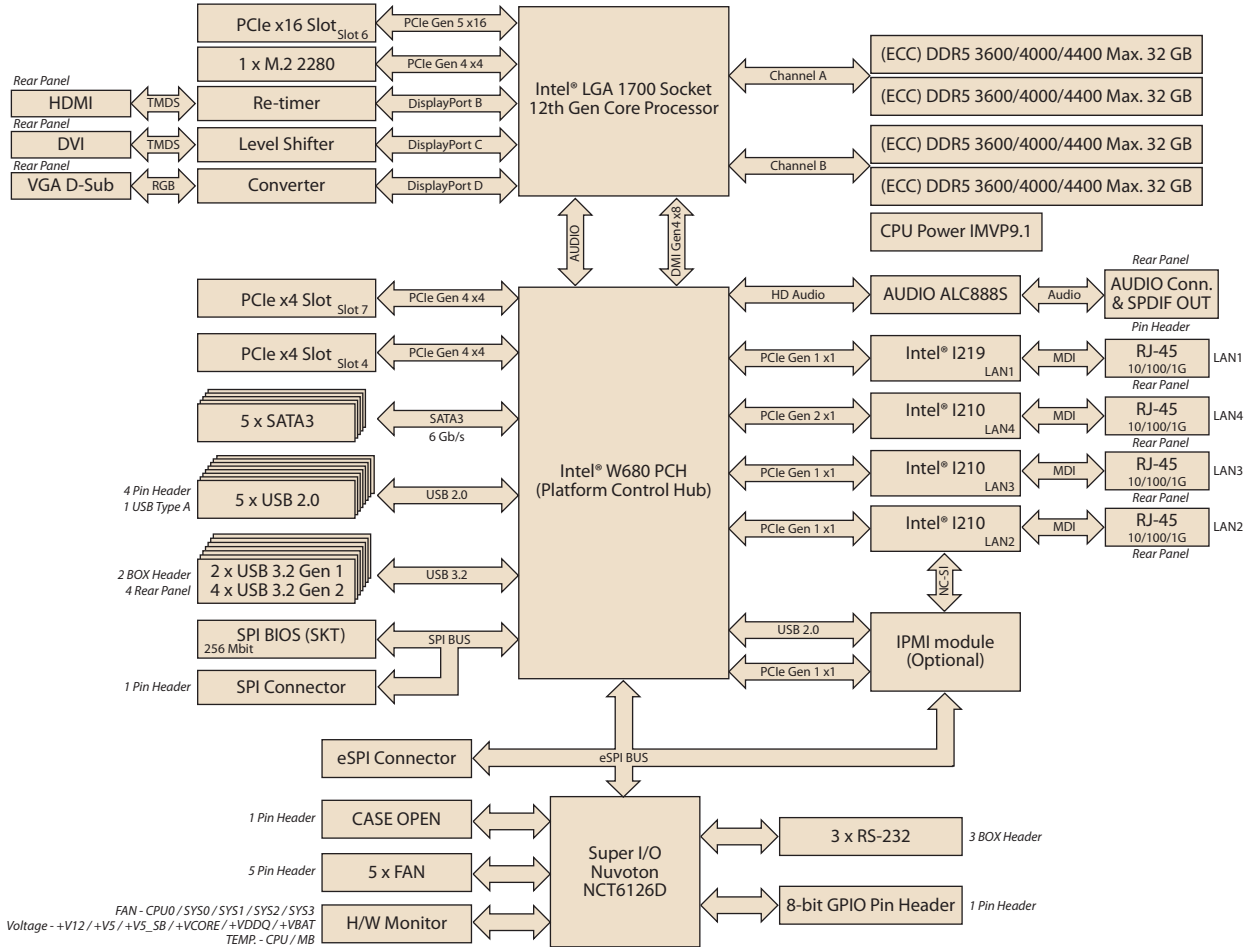 PCIe x16 Slot
Slot 6
PCIe Gen 5 x16
1 x M.2 2280
PCIe Gen 4 x4
Rear Panel
HDMI
TMDS
Re-timer
DisplayPort B
Rear Panel
DVI
TMDS
Level Shifter
DisplayPort C
Rear Panel
VGA D-Sub
RGB
Converter
DisplayPort D
Intel® LGA 1700 Socket
12th Gen Core Processor
Channel A
(ECC) DDR5 3600/4000/4400 Max. 32 GB
(ECC) DDR5 3600/4000/4400 Max. 32 GB
Channel B
(ECC) DDR5 3600/4000/4400 Max. 32 GB
(ECC) DDR5 3600/4000/4400 Max. 32 GB
CPU Power IMVP9.1
AUDIO
DMI Gen4 x8
PCIe x4 Slot
Slot 7
PCIe Gen 4 x4
PCIe x4 Slot
Slot 4
PCIe Gen 4 x4
5 x SATA3
SATA3
6 Gb/s
4 Pin Header
1 USB Type A
5 x USB 2.0
USB 2.0
2 BOX Header
4 Rear Panel
2 x USB 3.2 Gen 1
4 x USB 3.2 Gen 2
USB 3.2
SPI BIOS (SKT)
256 Mbit
SPI BUS
1 Pin Header
SPI Connector
Intel® W680 PCH
(Platform Control Hub)
HD Audio
AUDIO ALC888S
Audio
Rear Panel
AUDIO Conn.
& SPDIF OUT
Pin Header
PCIe Gen 1 x1
Intel® I219
LAN1
MDI
RJ-45
10/100/1G
LAN1
Rear Panel
PCIe Gen 2 x1
Intel® I210
LAN4
MDI
RJ-45
10/100/1G
LAN4
Rear Panel
PCIe Gen 1 x1
Intel® I210
LAN3
MDI
RJ-45
10/100/1G
LAN3
Rear Panel
PCIe Gen 1 x1
Intel® I210
LAN2
MDI
RJ-45
10/100/1G
LAN2
Rear Panel
NC-SI
USB 2.0
PCIe Gen 1 x1
IPMI module
(Optional)
eSPI Connector
eSPI BUS
1 Pin Header
CASE OPEN
5 Pin Header
5 x FAN
FAN - CPU0 / SYS0 / SYS1 / SYS2 / SYS3
Voltage - +V12 / +V5 / +V5_SB / +VCORE / +VDDQ / +VBAT
TEMP. - CPU / MB
H/W Monitor
Super I/O
Nuvoton
NCT6126D
3 x RS-232
3 BOX Header
8-bit GPIO Pin Header
1 Pin Header